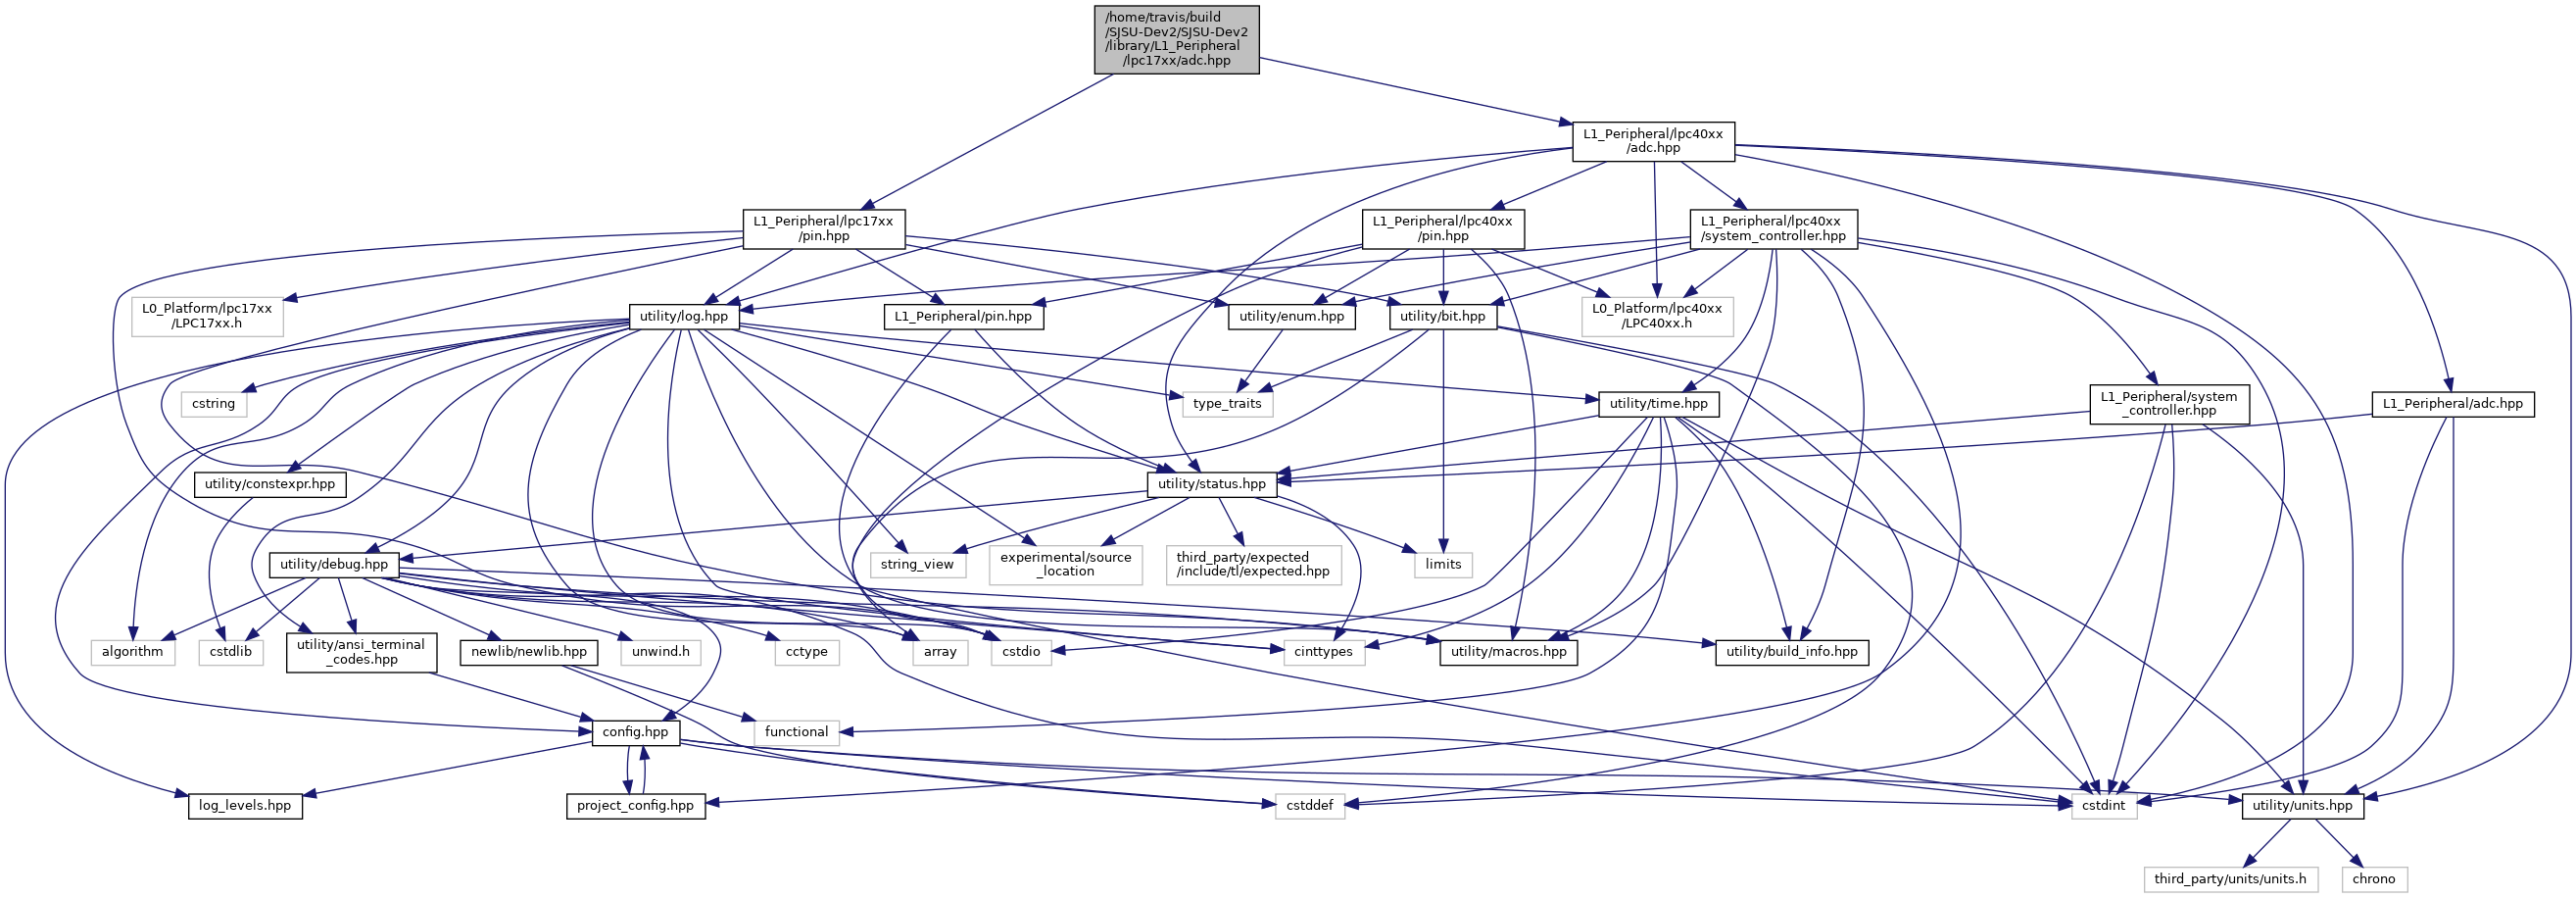 /home/travis/build
/SJSU-Dev2/SJSU-Dev2
/library/L1_Peripheral
/lpc17xx/adc.hpp
L1_Peripheral/lpc40xx
/adc.hpp
L1_Peripheral/lpc17xx
/pin.hpp
L1_Peripheral/lpc40xx
/pin.hpp
L1_Peripheral/lpc40xx
/system_controller.hpp
L0_Platform/lpc17xx
/LPC17xx.h
utility/log.hpp
L1_Peripheral/pin.hpp
utility/enum.hpp
utility/bit.hpp
L0_Platform/lpc40xx
/LPC40xx.h
cstring
type_traits
utility/time.hpp
L1_Peripheral/system
_controller.hpp
L1_Peripheral/adc.hpp
utility/constexpr.hpp
utility/status.hpp
utility/debug.hpp
string_view
experimental/source
_location
third_party/expected
/include/tl/expected.hpp
limits
algorithm
cstdlib
utility/ansi_terminal
_codes.hpp
newlib/newlib.hpp
unwind.h
cctype
array
cstdio
cinttypes
utility/macros.hpp
utility/build_info.hpp
config.hpp
functional
log_levels.hpp
project_config.hpp
cstddef
cstdint
utility/units.hpp
third_party/units/units.h
chrono